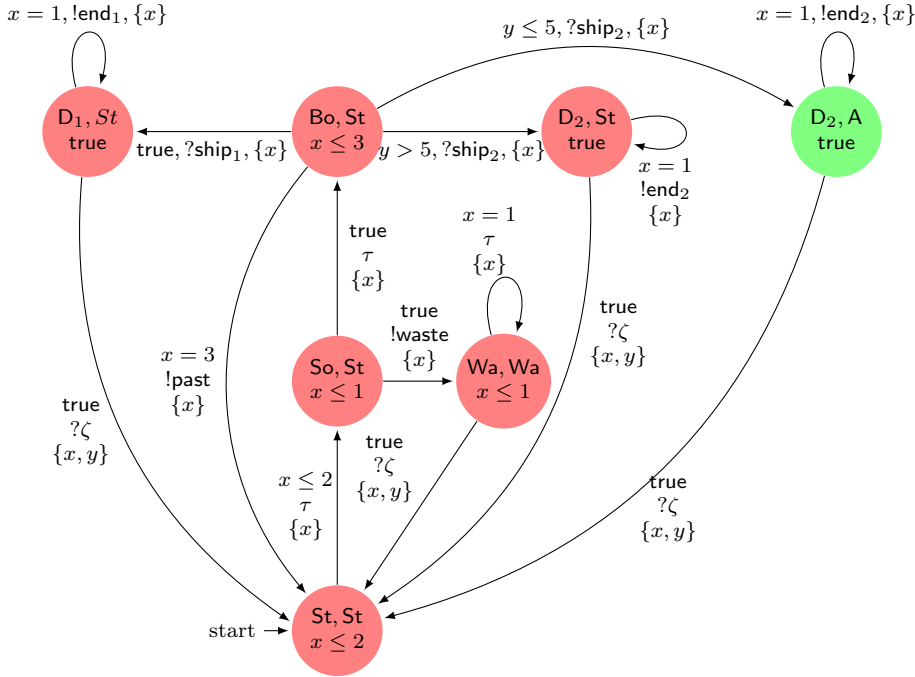 x = 1, !end₁, {x}
x = 1, !end₂, {x}
y ≤ 5, ?ship₂, {x}
D₁, St
true
Bo, St
x ≤ 3
D₂, St
true
D₂, A
true
true, ?ship₁, {x}
y > 5, ?ship₂, {x}
x = 1
!end₂
{x}
x = 1
τ
{x}
true
τ
{x}
true
!waste
{x}
true
?ζ
{x, y}
x = 3
!past
{x}
So, St
x ≤ 1
Wa, Wa
x ≤ 1
true
?ζ
{x, y}
true
?ζ
{x, y}
x ≤ 2
τ
{x}
true
?ζ
{x, y}
start
St, St
x ≤ 2